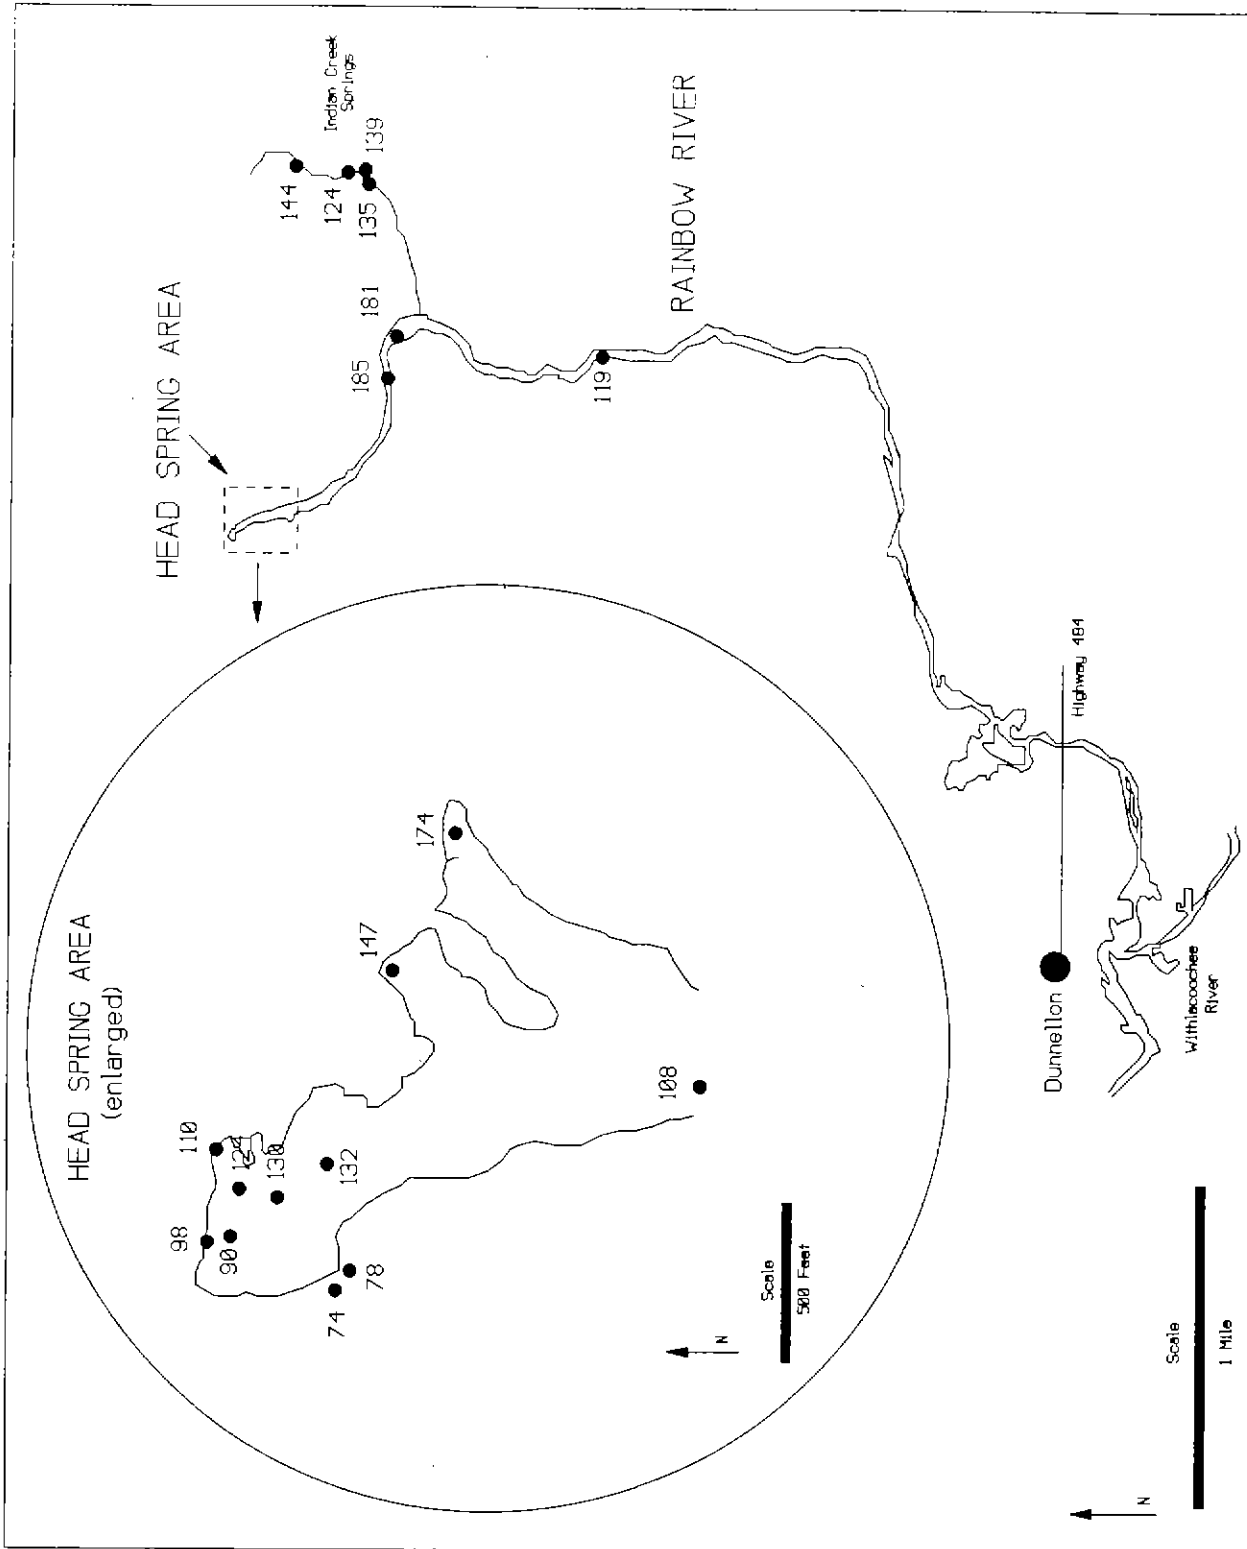 HEAD SPRING AREA
(enlarged)
98
90
110
124
130
132
74
78
147
174
108
Scale
500 Feet
N
HEAD SPRING AREA
185
181
144
124
135
139
Indian Creek
Springs
119
RAINBOW RIVER
Dunnellon
Highway 484
Withlacoochee
River
Scale
1 Mile
N